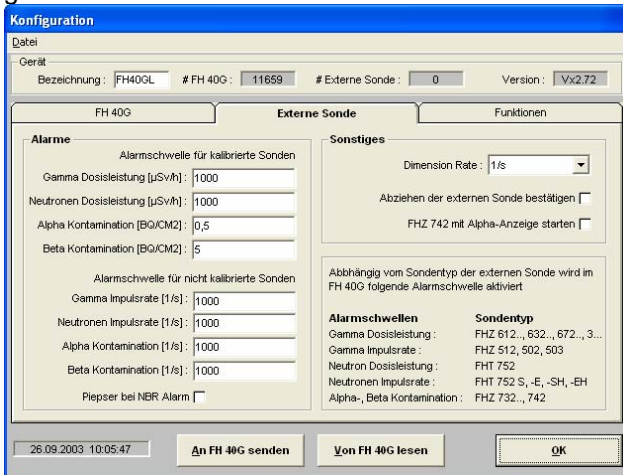 g
Konfiguration
Datei
Gerät
Bezeichnung : FH40GL # FH 40G : 11659 # Externe Sonde : 0 Version : Vx2.72
FH 40G Externe Sonde Funktionen
Alarme
Alarmschwelle für kalibrierte Sonden
Gamma Dosisleistung [µSv/h] : 1000
Neutronen Dosisleistung [µSv/h] : 1000
Alpha Kontamination [BQ/CM2] : 0,5
Beta Kontamination [BQ/CM2] : 5
Alarmschwelle für nicht kalibrierte Sonden
Gamma Impulsrate [1/s] : 1000
Neutronen Impulsrate [1/s] : 1000
Alpha Kontamination [1/s] : 1000
Beta Kontamination [1/s] : 1000
Piepser bei NBR Alarm
Sonstiges
Dimension Rate : 1/s
Abziehen der externen Sonde bestätigen
FHZ 742 mit Alpha-Anzeige starten
Abbhängig vom Sondentyp der externen Sonde wird im
FH 40G folgende Alarmschwelle aktiviert
Alarmschwellen Sondentyp
Gamma Dosisleistung : FHZ 612.., 632.., 672.., 3...
Gamma Impulsrate : FHZ 512, 502, 503
Neutron Dosisleistung : FHT 752
Neutronen Impulsrate : FHT 752 S, -E, -SH, -EH
Alpha-, Beta Kontamination : FHZ 732.., 742
26.09.2003 10:05:47 An FH 40G senden Von FH 40G lesen OK